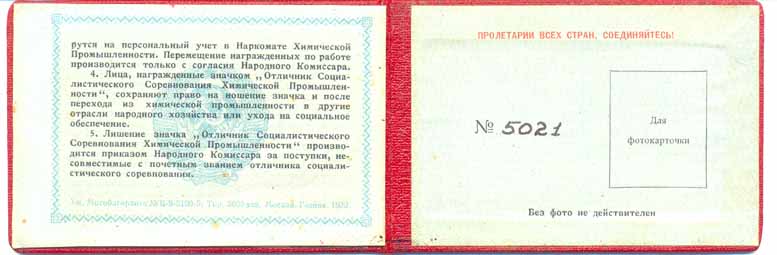 рутся на персональный учет в Наркомате Химической
Промышленности. Перемещение награжденных по работе
производится только с согласия Народного Комиссара.
4. Лица, награжденные значком „Отличник Социа-
листического Соревнования Химической Промышлен-
ности", сохраняют право на ношение значка и после
перехода из химической промышленности в другие
отрасли народного хозяйства или ухода на социальное
обеспечение.
5. Лишение значка „Отличник Социалистического
Соревнования Химической Промышленности" произво-
дится приказом Народного Комиссара за поступки, не-
совместимые с почетным званием отличника социали-
стического соревнования.
Москва
ПРОЛЕТАРИИ ВСЕХ СТРАН, СОЕДИНЯЙТЕСЬ!
№ 5021
Для
фотокарточки
Без фото не действителен